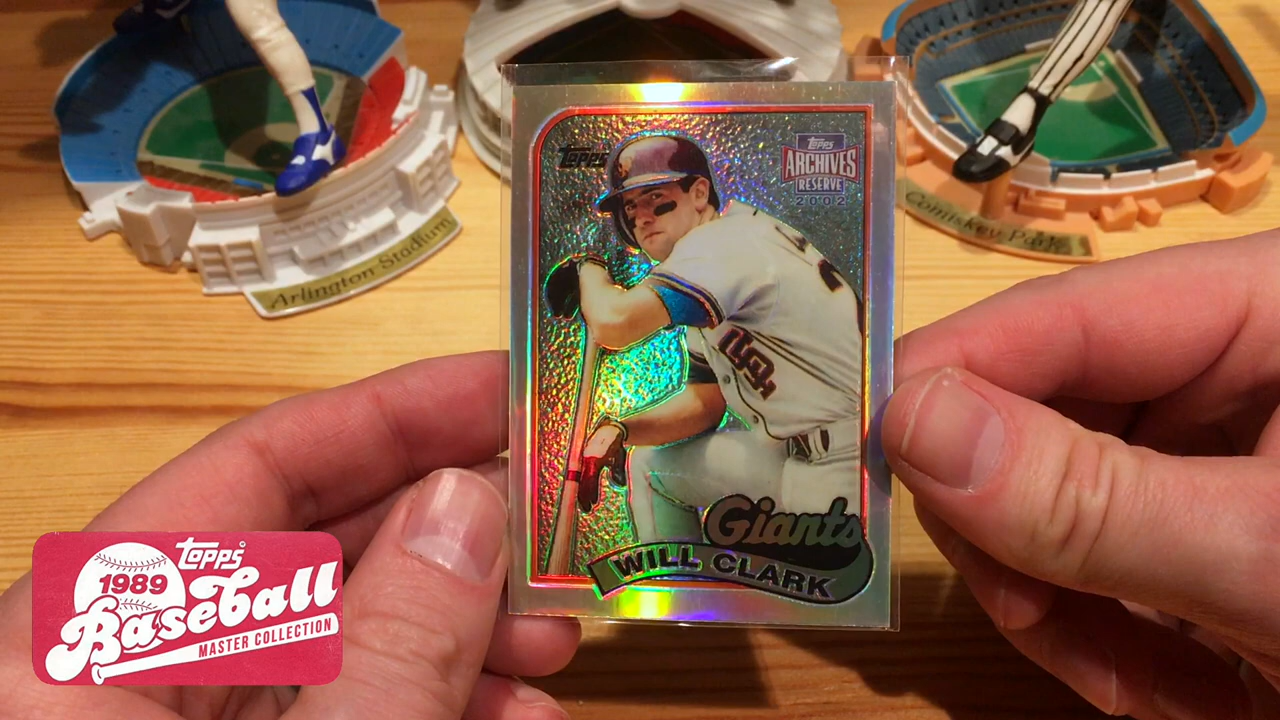 Arlington Stadium
Comiskey Park
Topps
Topps
ARCHIVES
RESERVE
2002
Giants
WILL CLARK
Topps
1989
Baseball
MASTER COLLECTION